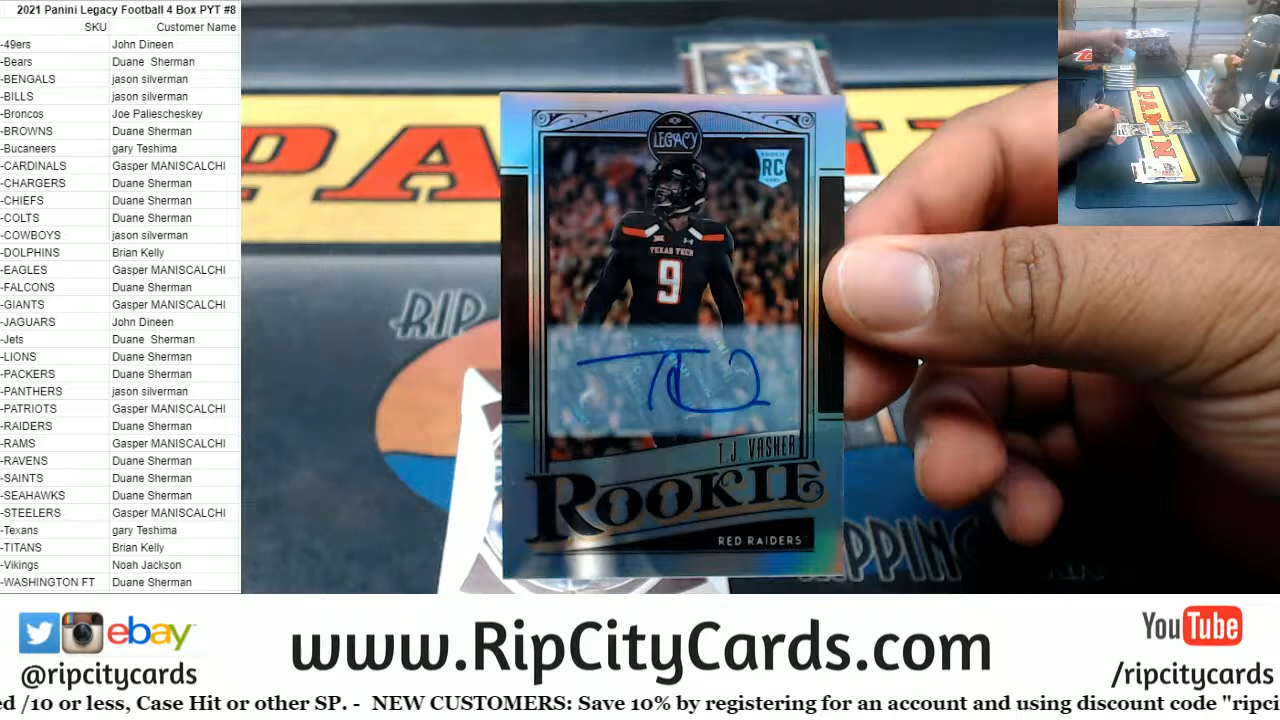 2021 Panini Legacy Football 4 Box PYT #8
SKU Customer Name
-49ers John Dineen
-Bears Duane Sherman
-BENGALS jason silverman
-BILLS jason silverman
-Broncos Joe Paliescheskey
-BROWNS Duane Sherman
-Bucaneers gary Teshima
-CARDINALS Gasper MANISCALCHI
-CHARGERS Duane Sherman
-CHIEFS Duane Sherman
-COLTS Duane Sherman
-COWBOYS jason silverman
-DOLPHINS Brian Kelly
-EAGLES Gasper MANISCALCHI
-FALCONS Duane Sherman
-GIANTS Gasper MANISCALCHI
-JAGUARS John Dineen
-Jets Duane Sherman
-LIONS Duane Sherman
-PACKERS Duane Sherman
-PANTHERS jason silverman
-PATRIOTS Gasper MANISCALCHI
-RAIDERS Duane Sherman
-RAMS Gasper MANISCALCHI
-RAVENS Duane Sherman
-SAINTS Duane Sherman
-SEAHAWKS Duane Sherman
-STEELERS Gasper MANISCALCHI
-Texans gary Teshima
-TITANS Brian Kelly
-Vikings Noah Jackson
-WASHINGTON FT Duane Sherman
PANINI
RIP
LEGACY
RC
TEXAS TECH
9
T.J. VASHER
ROOKIE
RED RAIDERS
RIPPING
PANINI
ebay
@ripcitycards
www.RipCityCards.com
YouTube
/ripcitycards
ed /10 or less, Case Hit or other SP. - NEW CUSTOMERS: Save 10% by registering for an account and using discount code "ripci